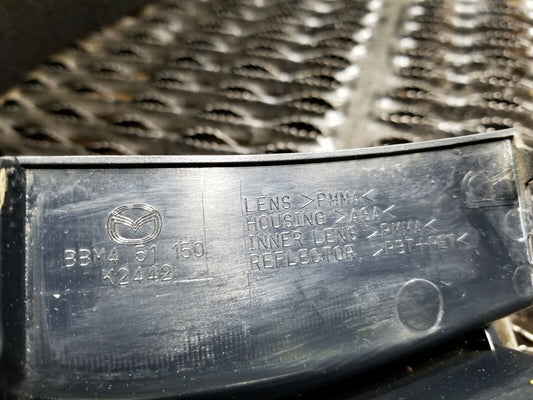 BBM4 51 150
K2442
LENS >PMMA<
HOUSING >ASA<
INNER LENS >PMMA<
REFLECTOR >PBT+PET<